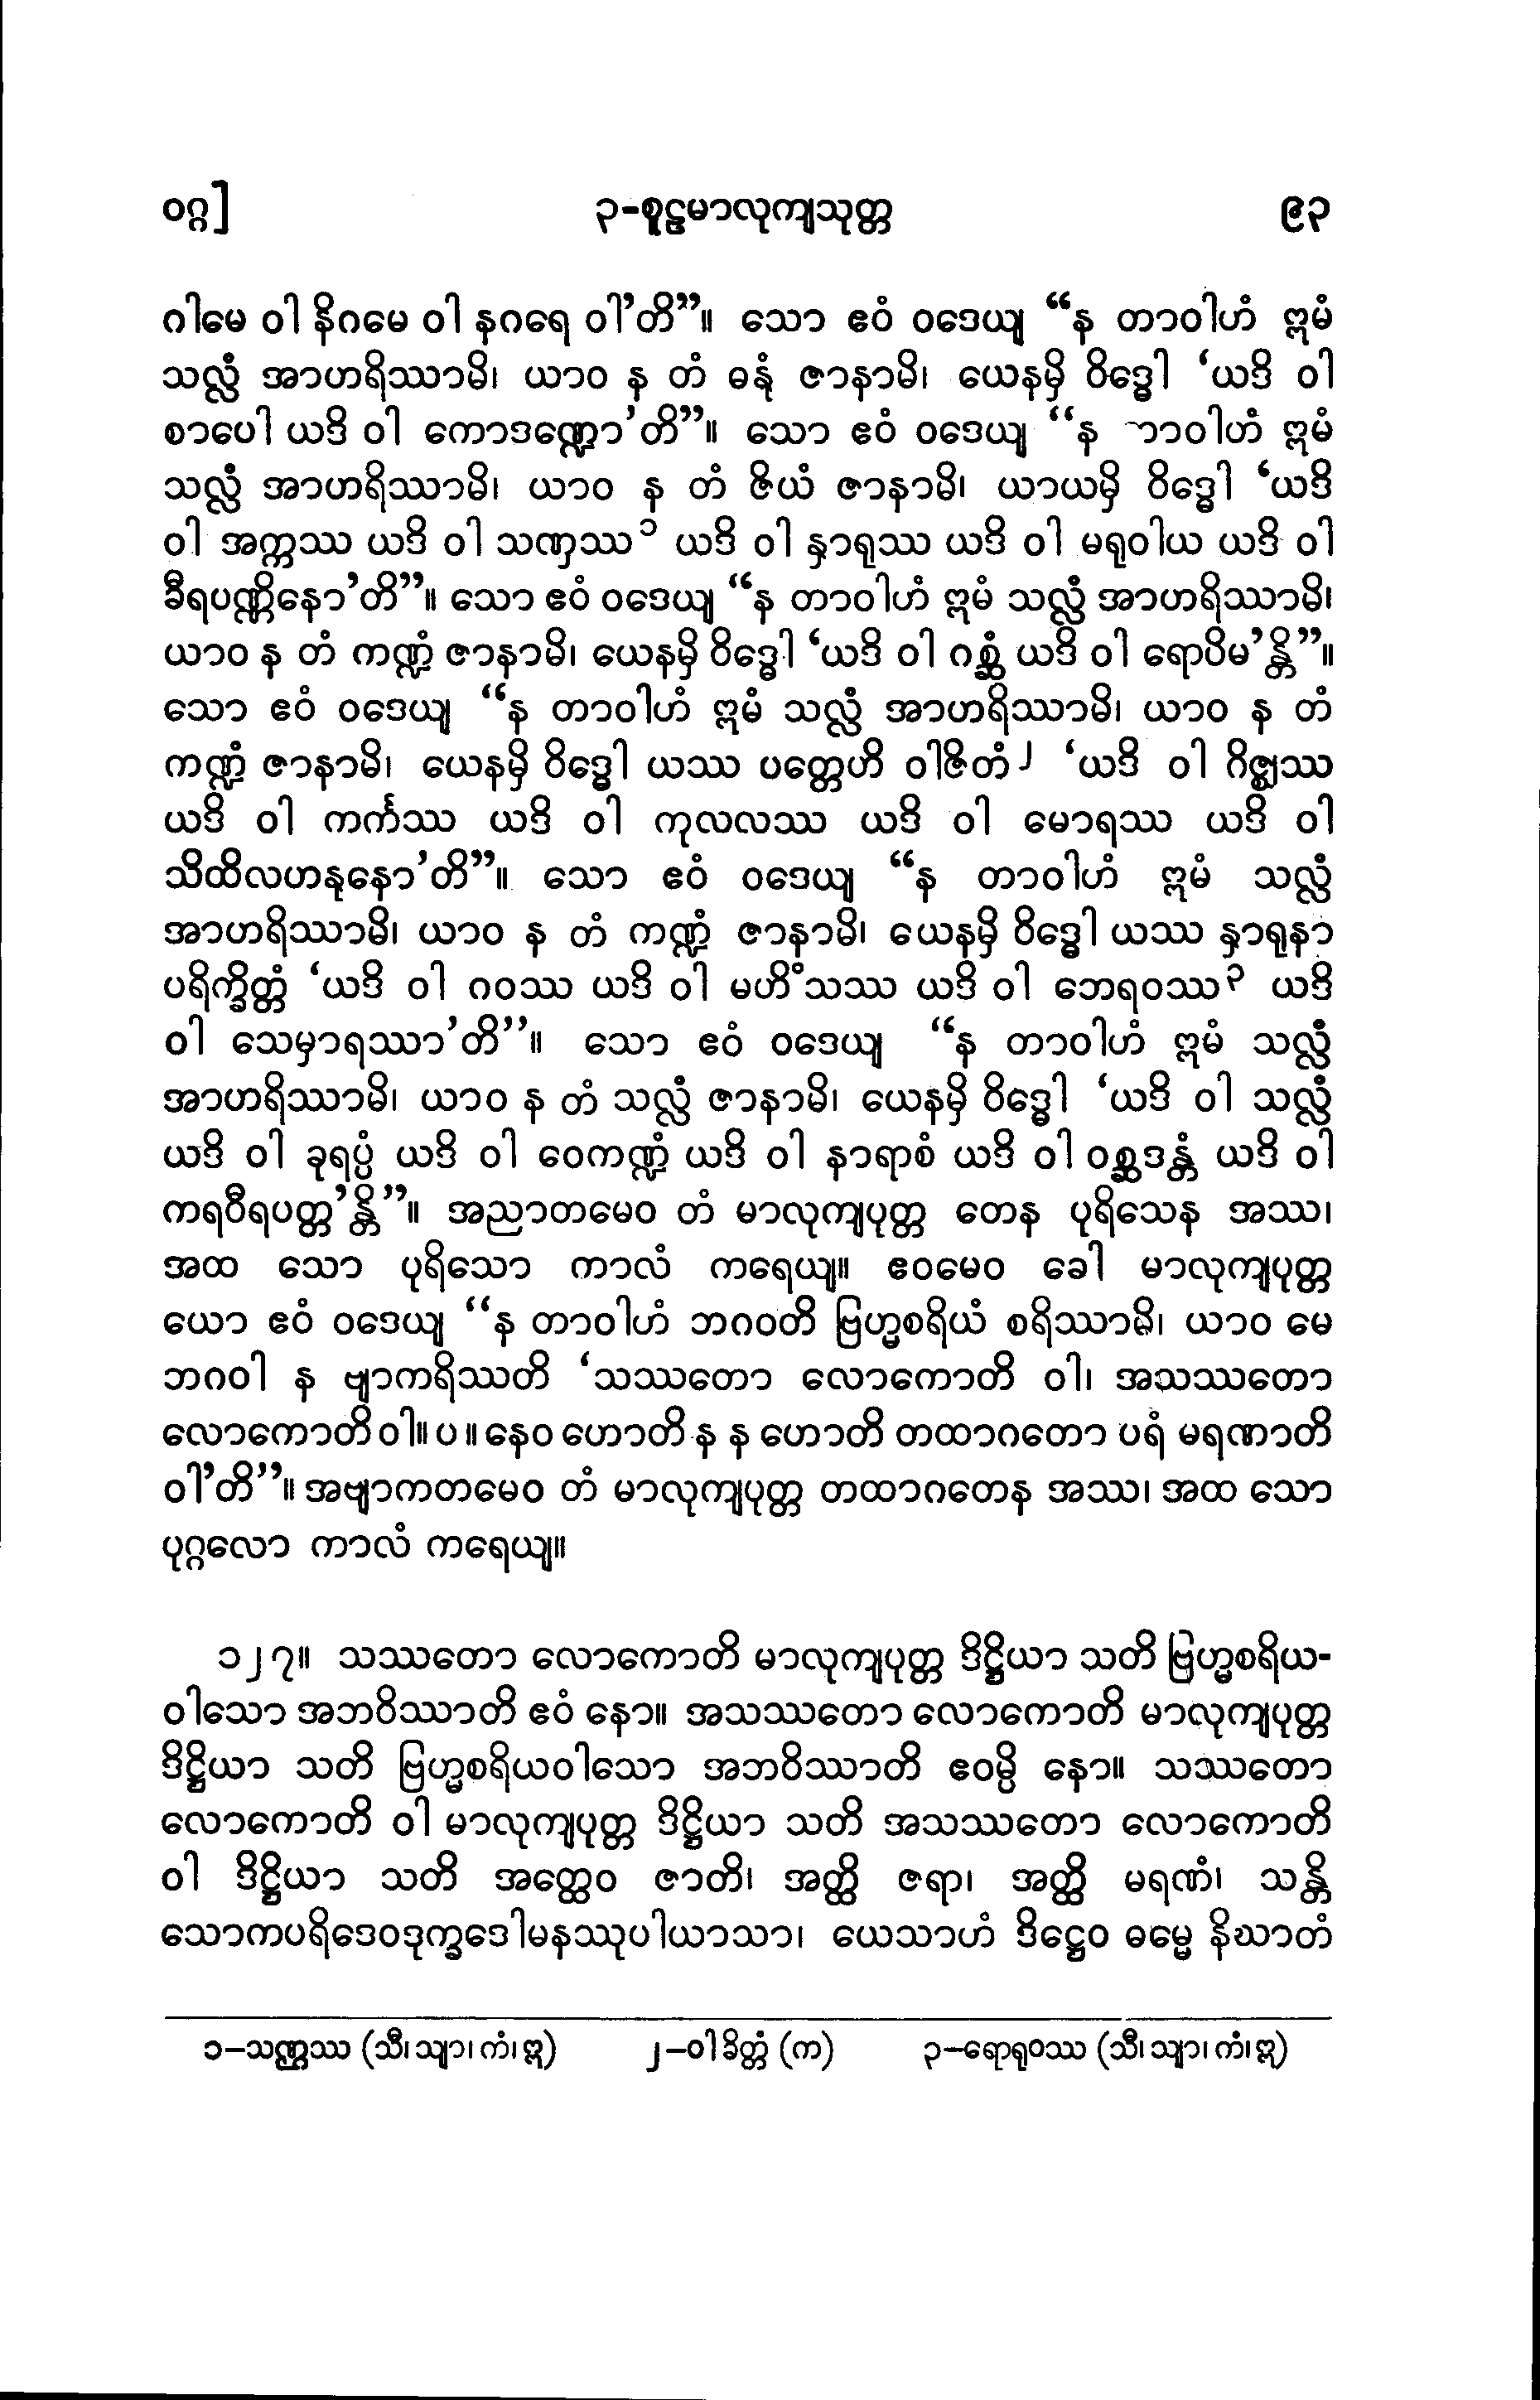 ဝဂ္ဂ] ၃-စူဠမာလုကျသုတ္တ ၉၃
ဂါမေ ဝါ နိဂမေ ဝါ နဂရေ ဝါ’တိ”။ သော ဧဝံ ဝဒေယျ “န တာဝါဟံ ဣမံ
သလ္လံ အာဟရိဿာမိ၊ ယာဝ န တံ ဓနုံ ဇာနာမိ၊ ယေနမှိ ဝိဒ္ဓေါ ‘ယဒိ ဝါ
စာပေါ ယဒိ ဝါ ကောဒဏ္ဍော’တိ”။ သော ဧဝံ ဝဒေယျ “န တာဝါဟံ ဣမံ
သလ္လံ အာဟရိဿာမိ၊ ယာဝ န တံ ဇိယံ ဇာနာမိ၊ ယာယမှိ ဝိဒ္ဓေါ ‘ယဒိ
ဝါ အက္ကဿ ယဒိ ဝါ သဏှဿ၁ ယဒိ ဝါ နှာရုဿ ယဒိ ဝါ မရုဝါယ ယဒိ ဝါ
ခီရပဏ္ဏိနော’တိ”။ သော ဧဝံ ဝဒေယျ “န တာဝါဟံ ဣမံ သလ္လံ အာဟရိဿာမိ၊
ယာဝ န တံ ကဏ္ဍံ ဇာနာမိ၊ ယေနမှိ ဝိဒ္ဓေါ ‘ယဒိ ဝါ ဂစ္ဆံ ယဒိ ဝါ ရောပိမ’န္တိ”။
သော ဧဝံ ဝဒေယျ “န တာဝါဟံ ဣမံ သလ္လံ အာဟရိဿာမိ၊ ယာဝ န တံ
ကဏ္ဍံ ဇာနာမိ၊ ယေနမှိ ဝိဒ္ဓေါ ယဿ ပတ္တေဟိ ဝါဇိတံ၂ ‘ယဒိ ဝါ ဂိဇ္ဈဿ
ယဒိ ဝါ ကင်္ကဿ ယဒိ ဝါ ကုလလဿ ယဒိ ဝါ မောရဿ ယဒိ ဝါ
သိထိလဟနုနော’တိ”။ သော ဧဝံ ဝဒေယျ “န တာဝါဟံ ဣမံ သလ္လံ
အာဟရိဿာမိ၊ ယာဝ န တံ ကဏ္ဍံ ဇာနာမိ၊ ယေနမှိ ဝိဒ္ဓေါ ယဿ နှာရုနာ
ပရိက္ခိတ္တံ ‘ယဒိ ဝါ ဂဝဿ ယဒိ ဝါ မဟိံသဿ ယဒိ ဝါ ဘေရဝဿ၃ ယဒိ
ဝါ သေမှာရဿာ’တိ”။ သော ဧဝံ ဝဒေယျ “န တာဝါဟံ ဣမံ သလ္လံ
အာဟရိဿာမိ၊ ယာဝ န တံ သလ္လံ ဇာနာမိ၊ ယေနမှိ ဝိဒ္ဓေါ ‘ယဒိ ဝါ သလ္လံ
ယဒိ ဝါ ခုရပ္ပံ ယဒိ ဝါ ဝေကဏ္ဍံ ယဒိ ဝါ နာရာစံ ယဒိ ဝါ ဝစ္ဆဒန္တံ ယဒိ ဝါ
ကရဝီရပတ္တ’န္တိ”။ အညာတမေဝ တံ မာလုကျပုတ္တ တေန ပုရိသေန အဿ၊
အထ သော ပုရိသော ကာလံ ကရေယျ။ ဧဝမေဝ ခေါ မာလုကျပုတ္တ
ယော ဧဝံ ဝဒေယျ “န တာဝါဟံ ဘဂဝတိ ဗြဟ္မစရိယံ စရိဿာမိ၊ ယာဝ မေ
ဘဂဝါ န ဗျာကရိဿတိ ‘သဿတော လောကောတိ ဝါ၊ အသဿတော
လောကောတိ ဝါ။ ပ ။ နေဝ ဟောတိ န န ဟောတိ တထာဂတော ပရံ မရဏာတိ
ဝါ’တိ”။ အဗျာကတမေဝ တံ မာလုကျပုတ္တ တထာဂတေန အဿ၊ အထ သော
ပုဂ္ဂလော ကာလံ ကရေယျ။
၁၂၇။ သဿတော လောကောတိ မာလုကျပုတ္တ ဒိဋ္ဌိယာ သတိ ဗြဟ္မစရိယ-
ဝါသော အဘဝိဿာတိ ဧဝံ နော။ အသဿတော လောကောတိ မာလုကျပုတ္တ
ဒိဋ္ဌိယာ သတိ ဗြဟ္မစရိယဝါသော အဘဝိဿာတိ ဧဝမ္ပိ နော။ သဿတော
လောကောတိ ဝါ မာလုကျပုတ္တ ဒိဋ္ဌိယာ သတိ အသဿတော လောကောတိ
ဝါ ဒိဋ္ဌိယာ သတိ အတ္ထေဝ ဇာတိ၊ အတ္ထိ ဇရာ၊ အတ္ထိ မရဏံ၊ သန္တိ
သောကပရိဒေဝဒုက္ခဒေါမနဿုပါယာသာ၊ ယေသာဟံ ဒိဋ္ဌေဝ ဓမ္မေ နိဃာတံ
၁-သဏ္ဌဿ (သီ၊ သျာ၊ ကံ၊ ဣ) ၂-ဝါခိတ္တံ (က) ၃-ရောရုဝဿ (သီ၊ သျာ၊ ကံ၊ ဣ)